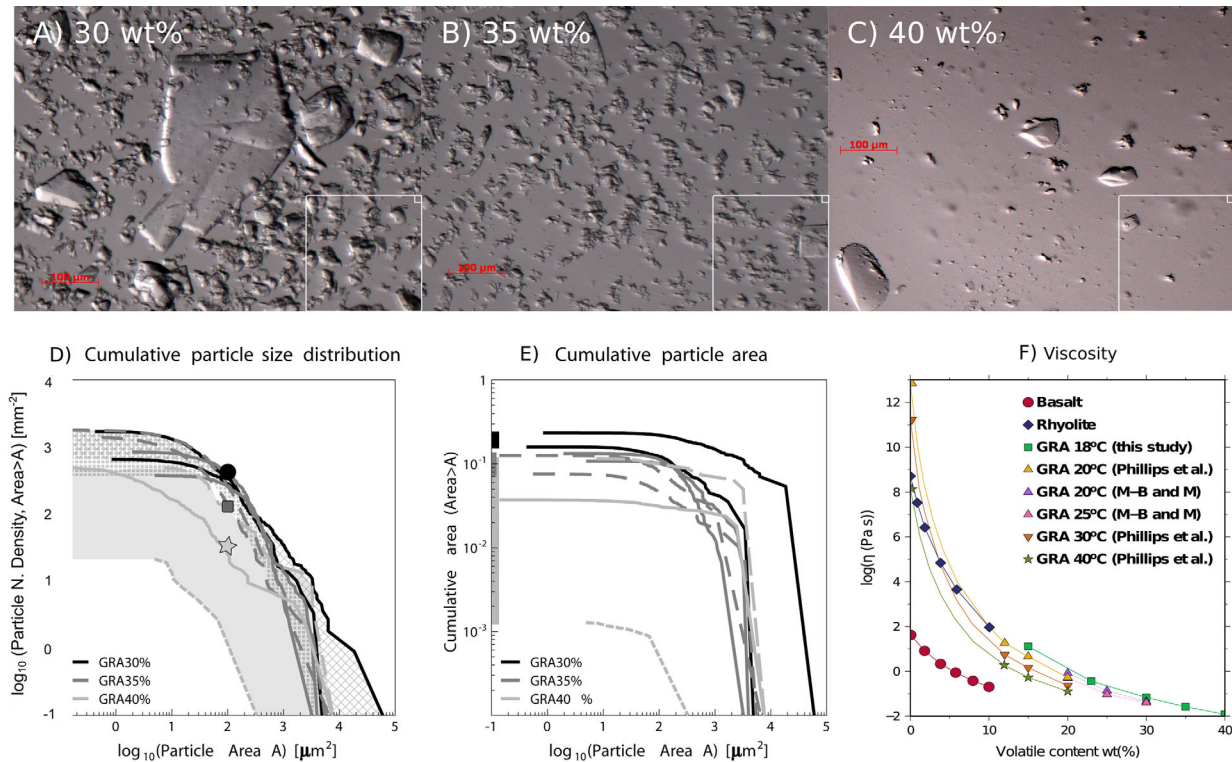 A) 30 wt%
B) 35 wt%
C) 40 wt%
100 µm
100 µm
100 µm
D) Cumulative particle size distribution
log₁₀(Particle N. Density, Area>A) [mm⁻²]
4
3
2
1
0
-1
GRA30%
GRA35%
GRA40%
0
1
2
3
4
5
log₁₀(Particle Area A) [µm²]
E) Cumulative particle area
Cumulative area (Area>A)
1
10⁻¹
10⁻²
10⁻³
GRA30%
GRA35%
GRA40 %
-1
0
1
2
3
4
5
log₁₀(Particle Area A) [µm²]
F) Viscosity
log(η (Pa s))
12
10
8
6
4
2
0
−2
Basalt
Rhyolite
GRA 18ºC (this study)
GRA 20ºC (Phillips et al.)
GRA 20ºC (M−B and M)
GRA 25ºC (M−B and M)
GRA 30ºC (Phillips et al.)
GRA 40ºC (Phillips et al.)
0
10
20
30
40
Volatile content wt(%)